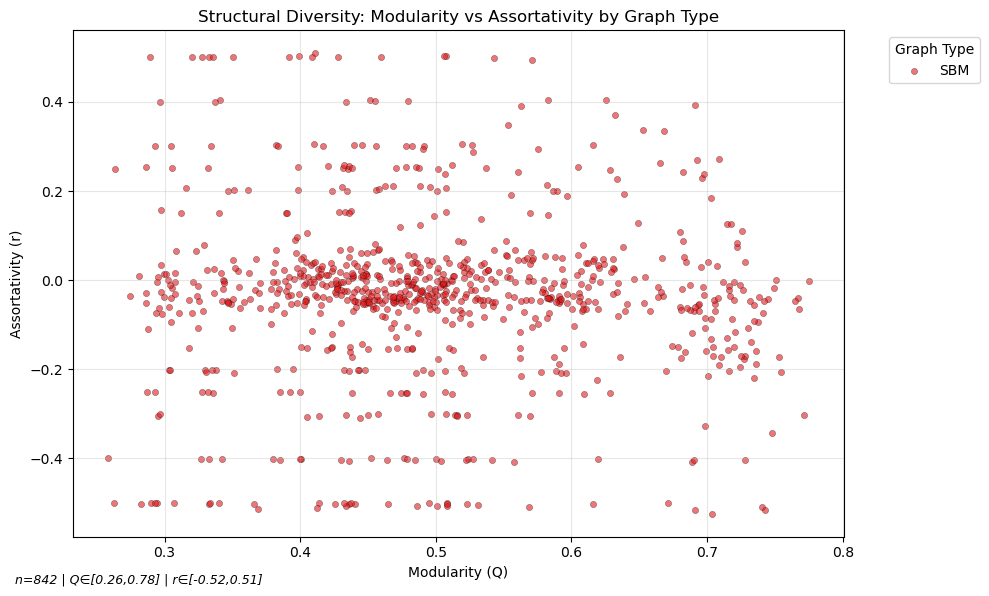 Structural Diversity: Modularity vs Assortativity by Graph Type
Graph Type
SBM
Assortativity (r)
0.4
0.2
0.0
−0.2
−0.4
0.3 0.4 0.5 0.6 0.7 0.8
Modularity (Q)
n=842 | Q∈[0.26,0.78] | r∈[-0.52,0.51]